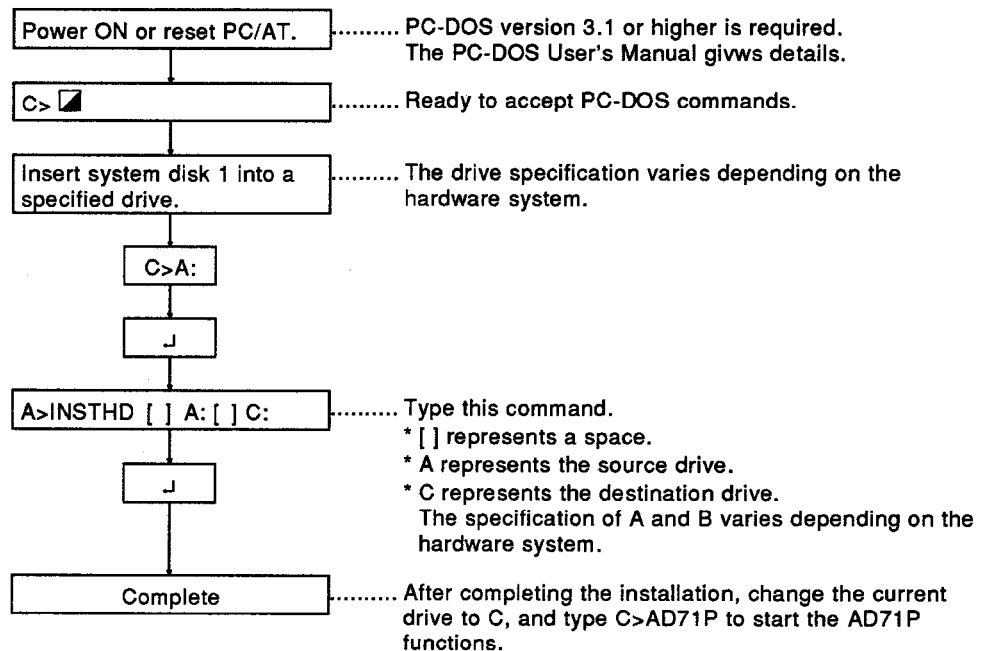 Power ON or reset PC/AT. .......... PC-DOS version 3.1 or higher is required.
The PC-DOS User's Manual givws details.
C> .......... Ready to accept PC-DOS commands.
Insert system disk 1 into a .......... The drive specification varies depending on the
specified drive. hardware system.
C>A:
↵
A>INSTHD [ ] A: [ ] C: .......... Type this command.
* [ ] represents a space.
* A represents the source drive.
* C represents the destination drive.
The specification of A and B varies depending on the
hardware system.
↵
Complete .......... After completing the installation, change the current
drive to C, and type C>AD71P to start the AD71P
functions.